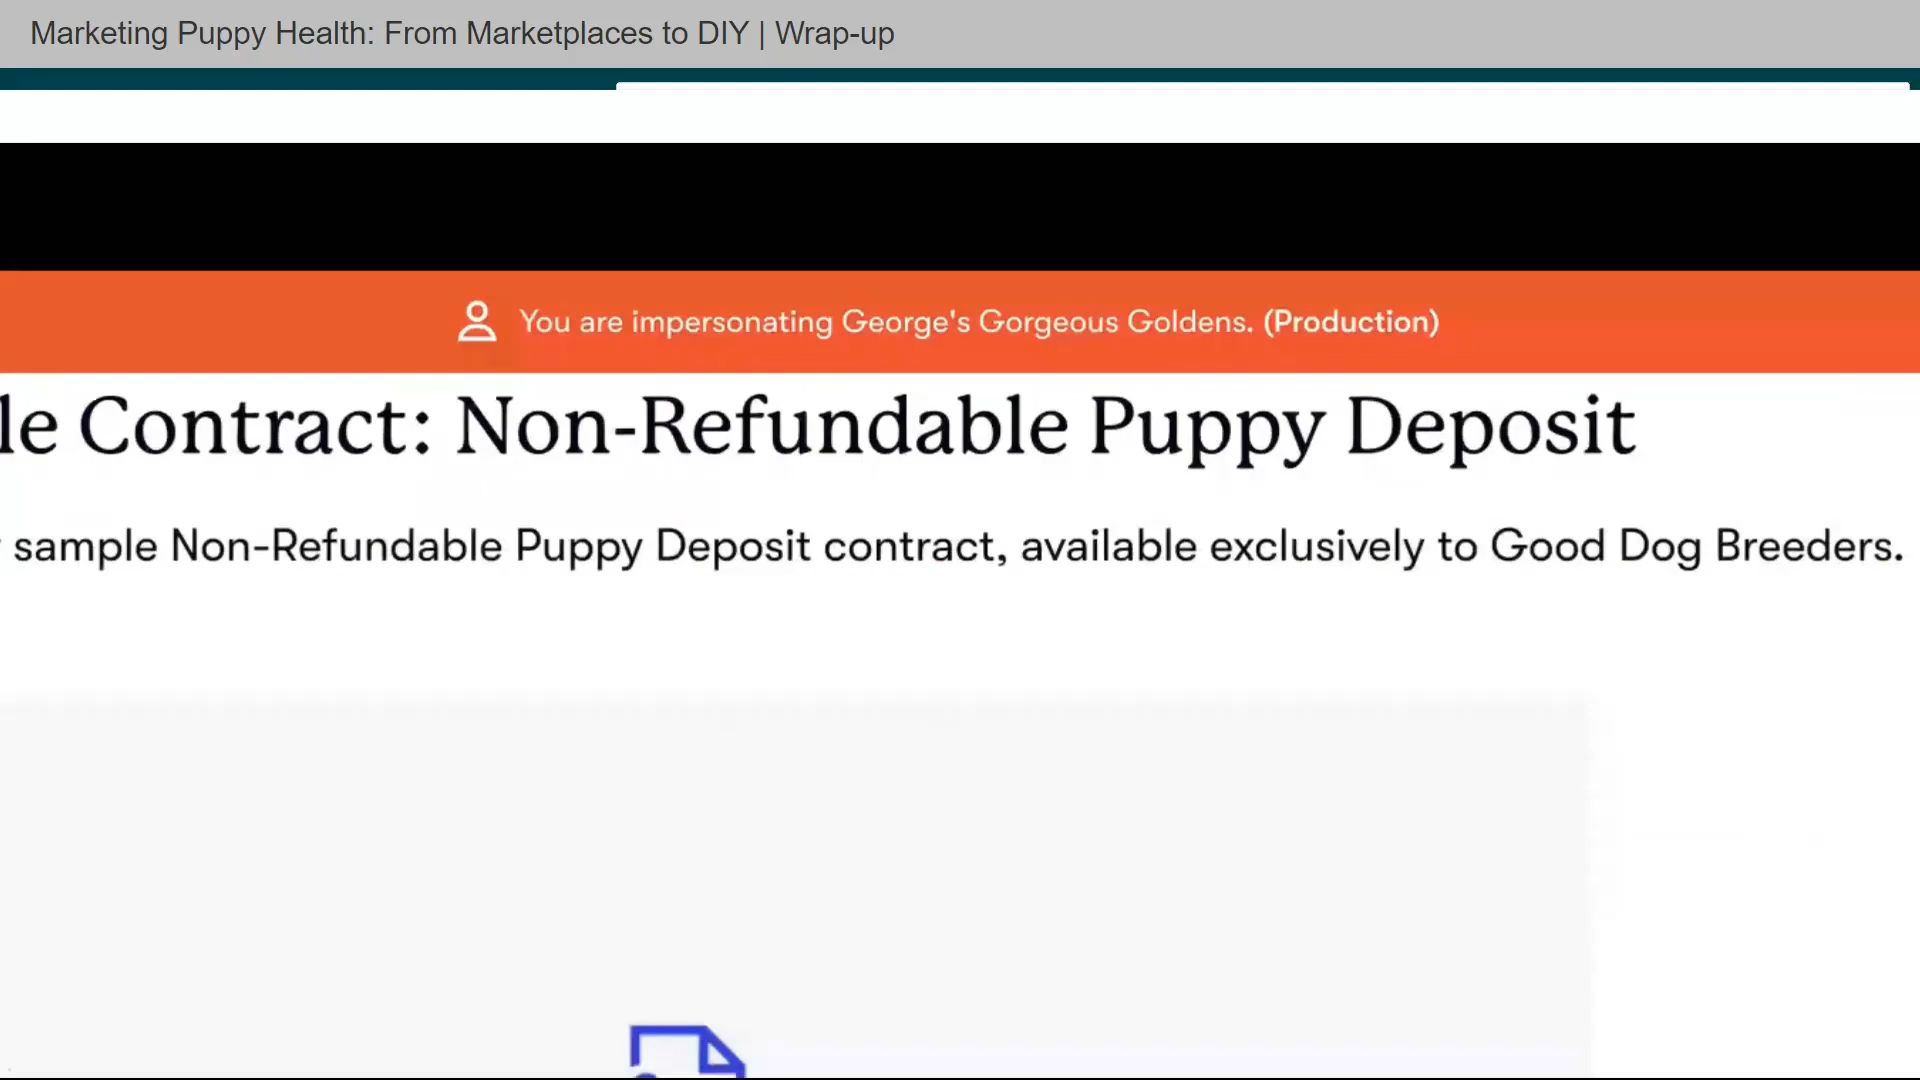 Marketing Puppy Health: From Marketplaces to DIY | Wrap-up
You are impersonating George's Gorgeous Goldens. (Production)
le Contract: Non-Refundable Puppy Deposit
sample Non-Refundable Puppy Deposit contract, available exclusively to Good Dog Breeders.